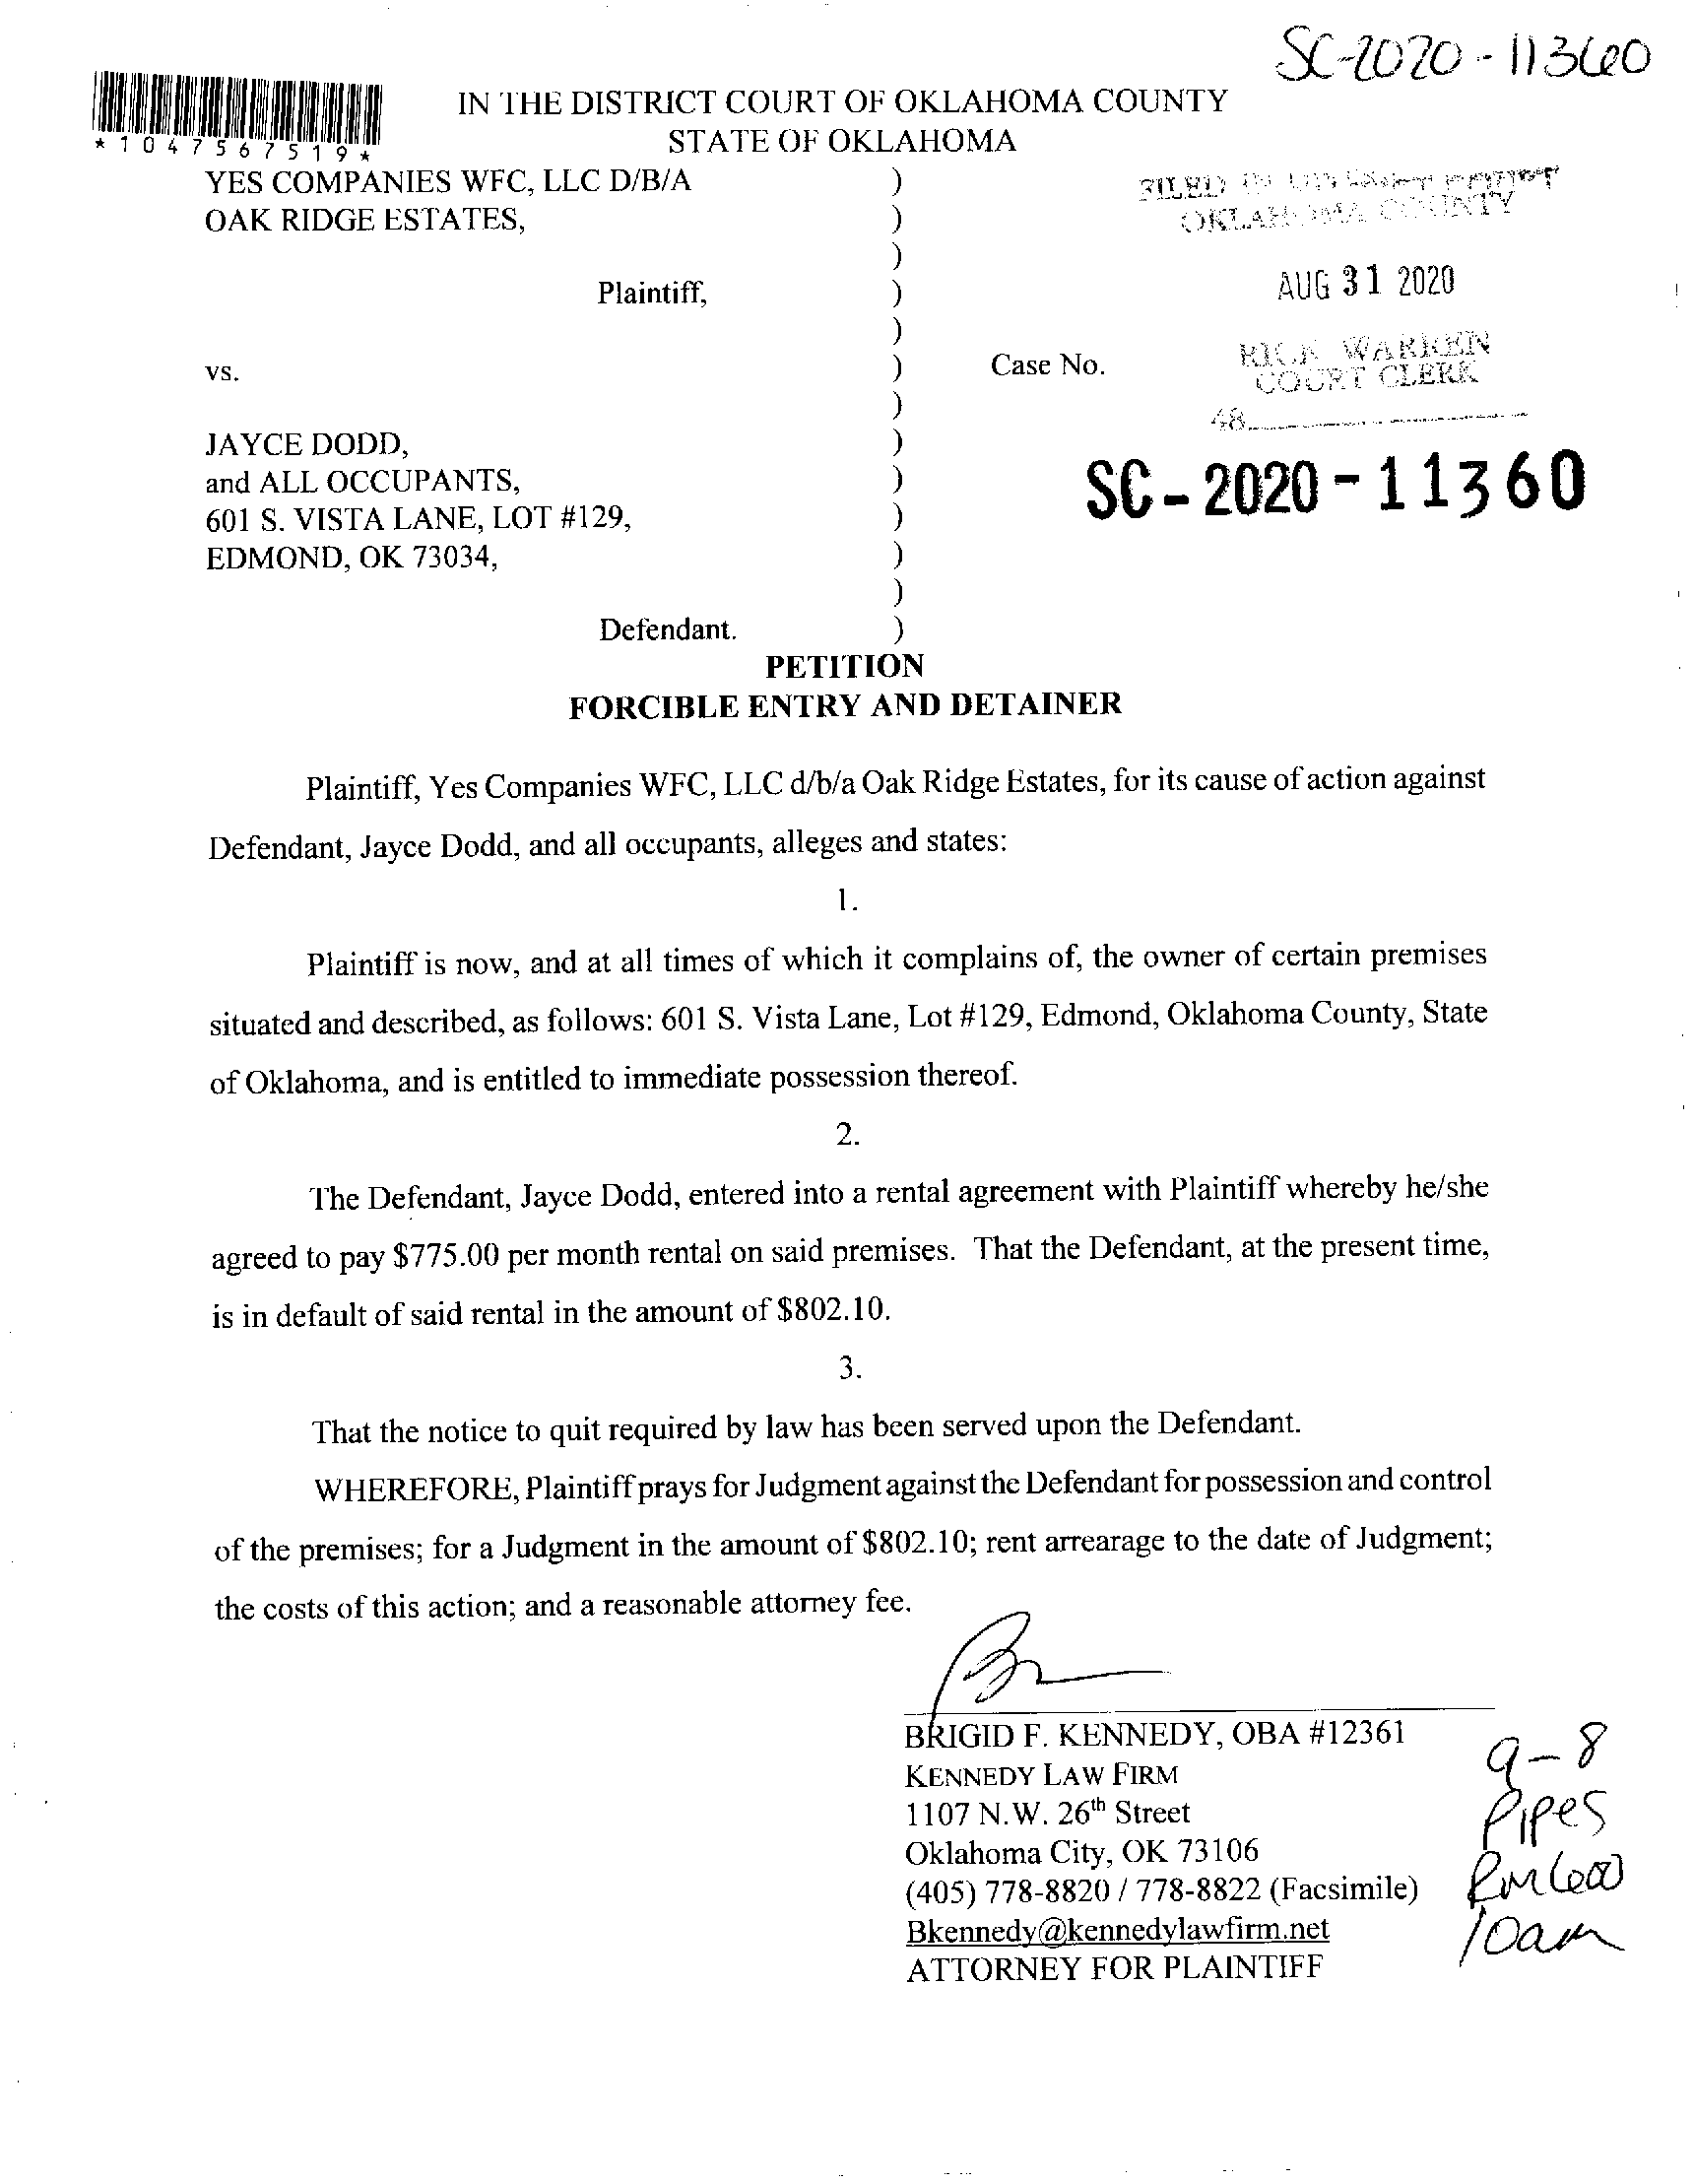 SC-2020-11360
*1047567519*
IN THE DISTRICT COURT OF OKLAHOMA COUNTY
STATE OF OKLAHOMA
YES COMPANIES WFC, LLC D/B/A )
OAK RIDGE ESTATES, )
)
Plaintiff, )
)
vs. )
)
JAYCE DODD, )
and ALL OCCUPANTS, )
601 S. VISTA LANE, LOT #129, )
EDMOND, OK 73034, )
)
Defendant. )
FILED IN DISTRICT COURT
OKLAHOMA COUNTY
AUG 31 2020
Case No.
RICK WARREN
COURT CLERK
48
SC-2020-11360
PETITION
FORCIBLE ENTRY AND DETAINER
Plaintiff, Yes Companies WFC, LLC d/b/a Oak Ridge Estates, for its cause of action against
Defendant, Jayce Dodd, and all occupants, alleges and states:
1.
Plaintiff is now, and at all times of which it complains of, the owner of certain premises
situated and described, as follows: 601 S. Vista Lane, Lot #129, Edmond, Oklahoma County, State
of Oklahoma, and is entitled to immediate possession thereof.
2.
The Defendant, Jayce Dodd, entered into a rental agreement with Plaintiff whereby he/she
agreed to pay $775.00 per month rental on said premises. That the Defendant, at the present time,
is in default of said rental in the amount of $802.10.
3.
That the notice to quit required by law has been served upon the Defendant.
WHEREFORE, Plaintiff prays for Judgment against the Defendant for possession and control
of the premises; for a Judgment in the amount of $802.10; rent arrearage to the date of Judgment;
the costs of this action; and a reasonable attorney fee.
BRIGID F. KENNEDY, OBA #12361
KENNEDY LAW FIRM
1107 N.W. 26th Street
Oklahoma City, OK 73106
(405) 778-8820 / 778-8822 (Facsimile)
Bkennedy@kennedylawfirm.net
ATTORNEY FOR PLAINTIFF
9-8
Pipes
Rm 600
10am